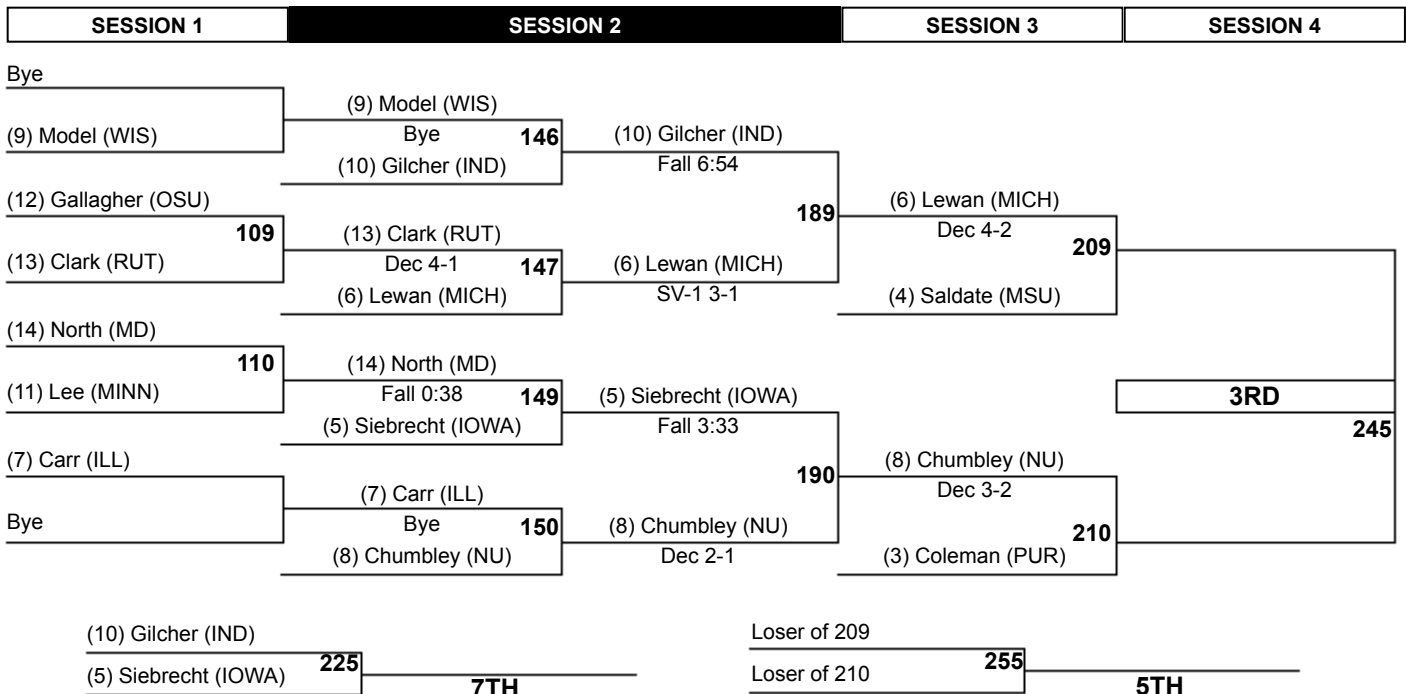 SESSION 1 SESSION 2 SESSION 3 SESSION 4
Bye
(9) Model (WIS)
(9) Model (WIS)
Bye 146
(10) Gilcher (IND)
(10) Gilcher (IND)
Fall 6:54
(12) Gallagher (OSU)
109
(13) Clark (RUT)
(13) Clark (RUT)
Dec 4-1 147
(6) Lewan (MICH)
(6) Lewan (MICH)
SV-1 3-1
189
(6) Lewan (MICH)
Dec 4-2
209
(4) Saldate (MSU)
(14) North (MD)
110
(11) Lee (MINN)
(14) North (MD)
Fall 0:38 149
(5) Siebrecht (IOWA)
(5) Siebrecht (IOWA)
Fall 3:33
(7) Carr (ILL)
Bye
(7) Carr (ILL)
Bye 150
(8) Chumbley (NU)
(8) Chumbley (NU)
Dec 2-1
190
(8) Chumbley (NU)
Dec 3-2
210
(3) Coleman (PUR)
3RD
245
(10) Gilcher (IND)
225
(5) Siebrecht (IOWA)
7TH
Loser of 209
255
Loser of 210
5TH